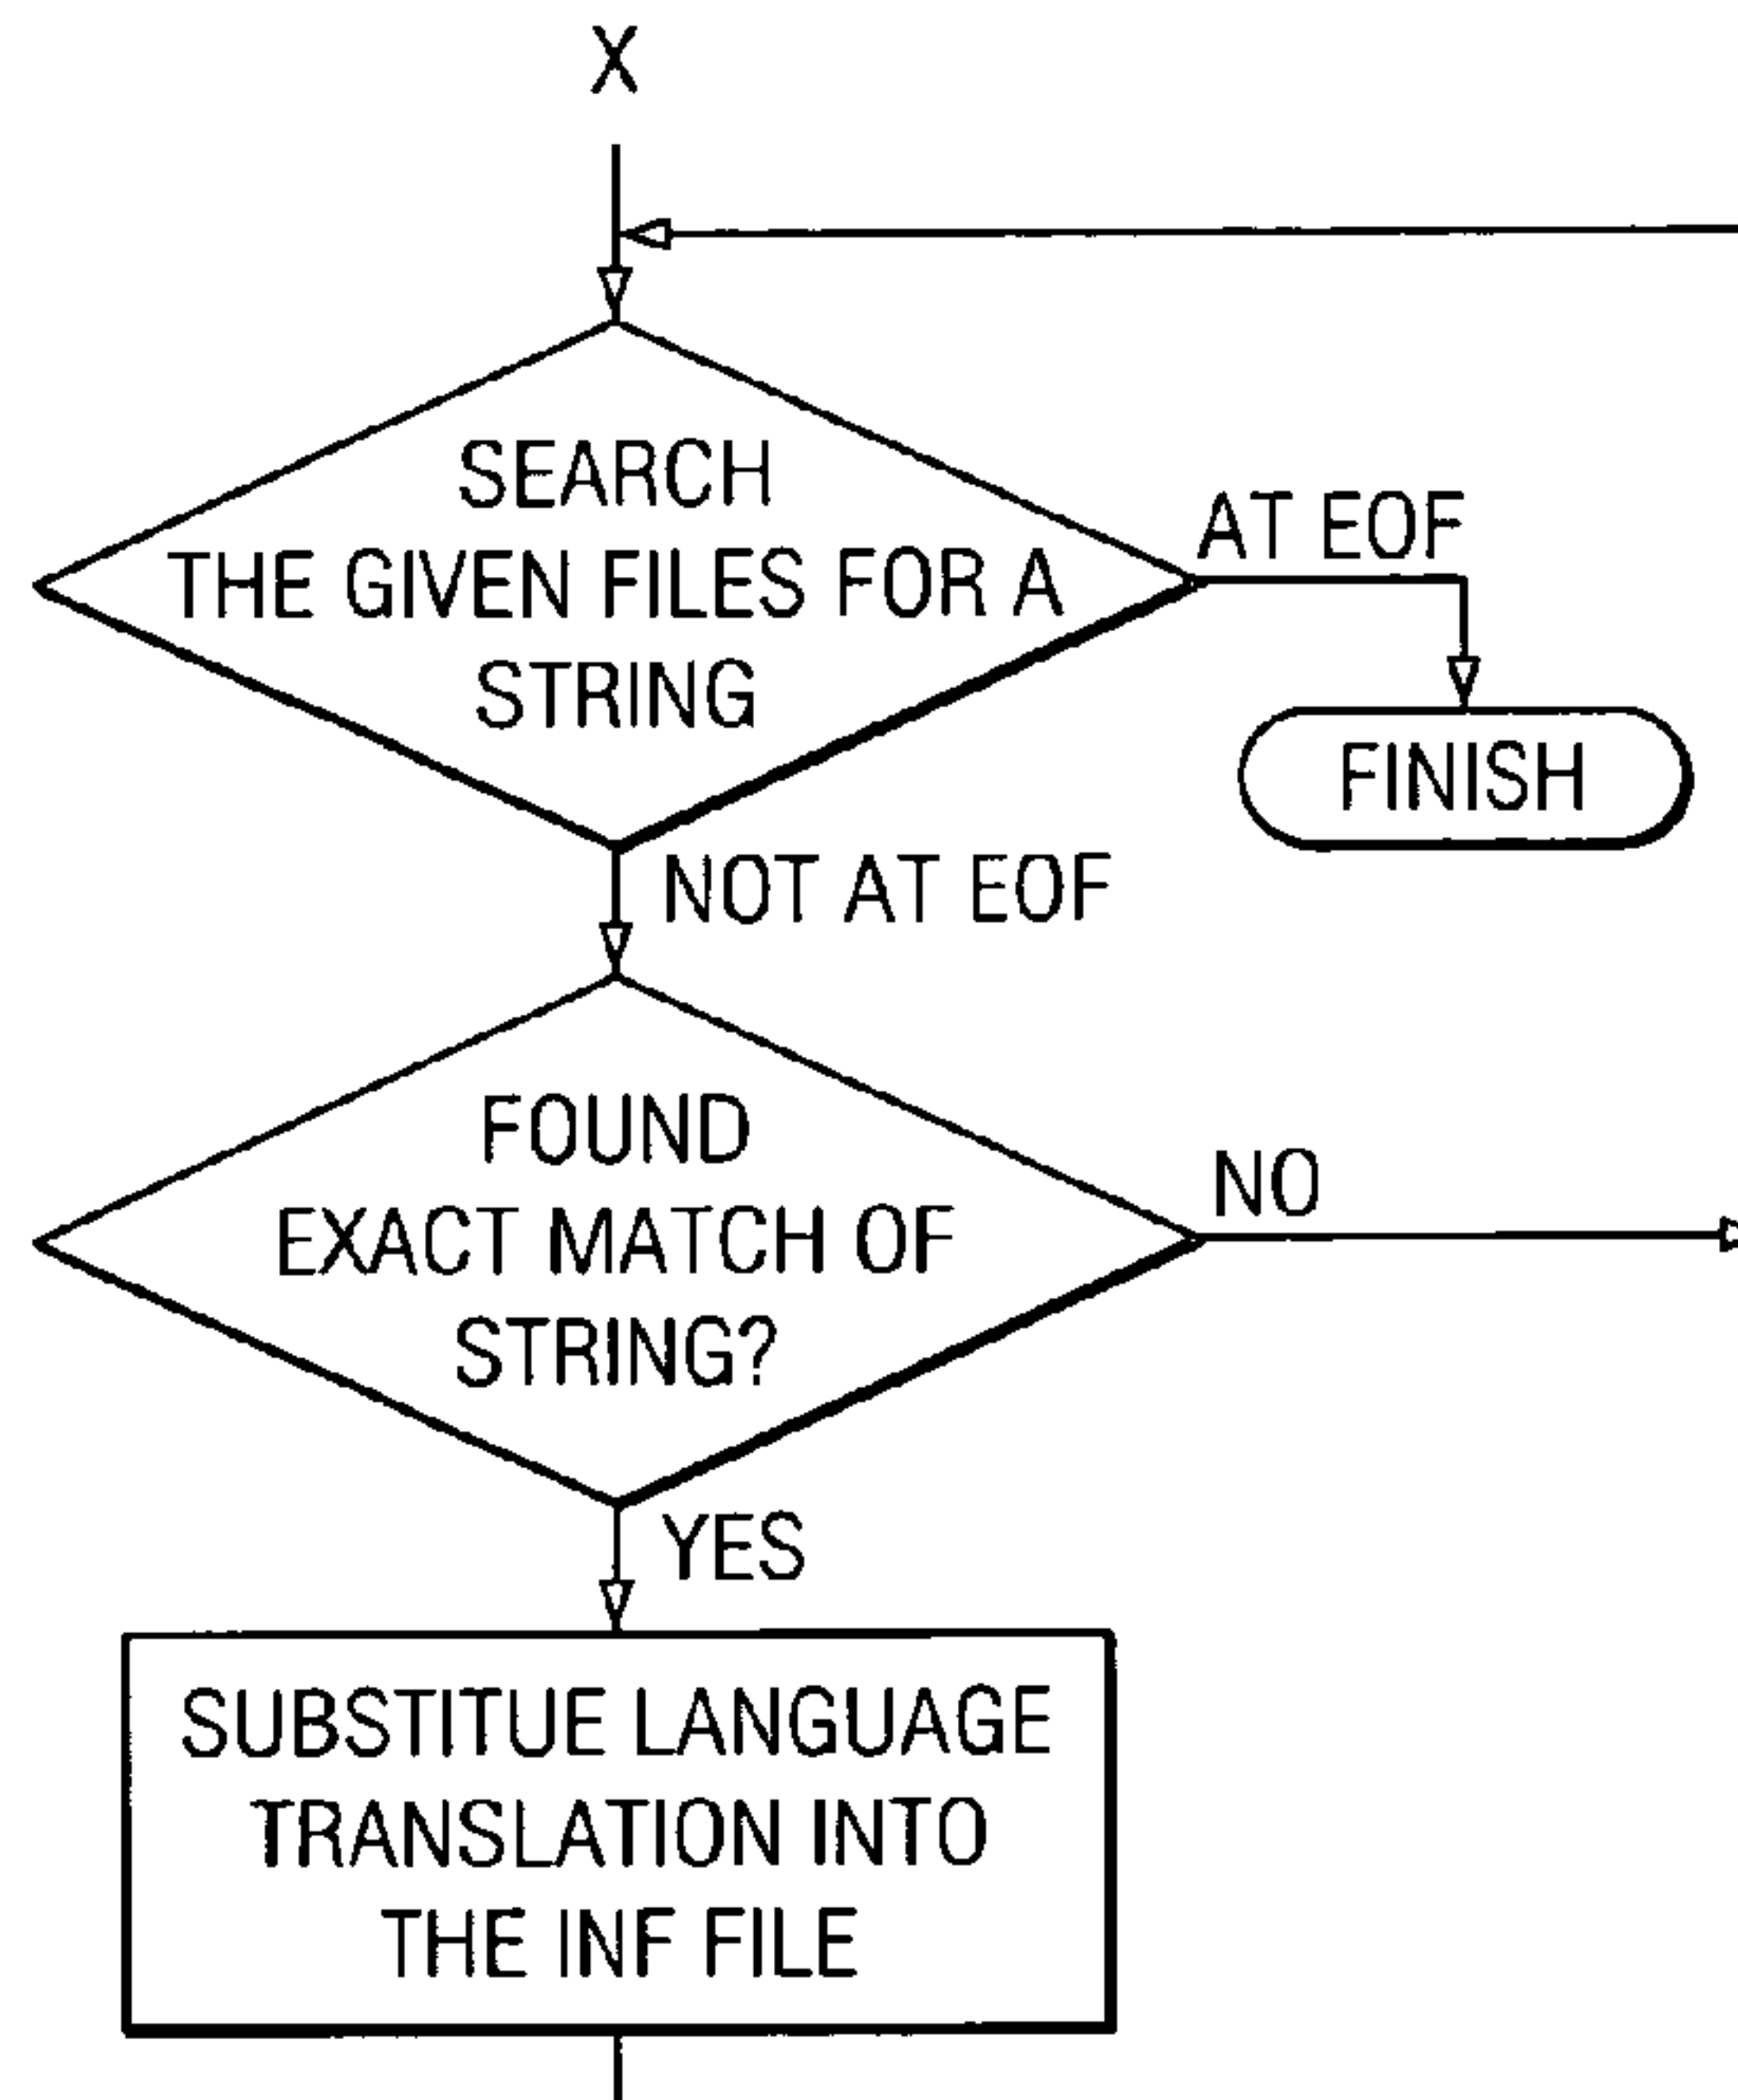 X
SEARCH
THE GIVEN FILES FOR A
STRING
AT EOF
FINISH
NOT AT EOF
FOUND
EXACT MATCH OF
STRING?
NO
YES
SUBSTITUE LANGUAGE
TRANSLATION INTO
THE INF FILE